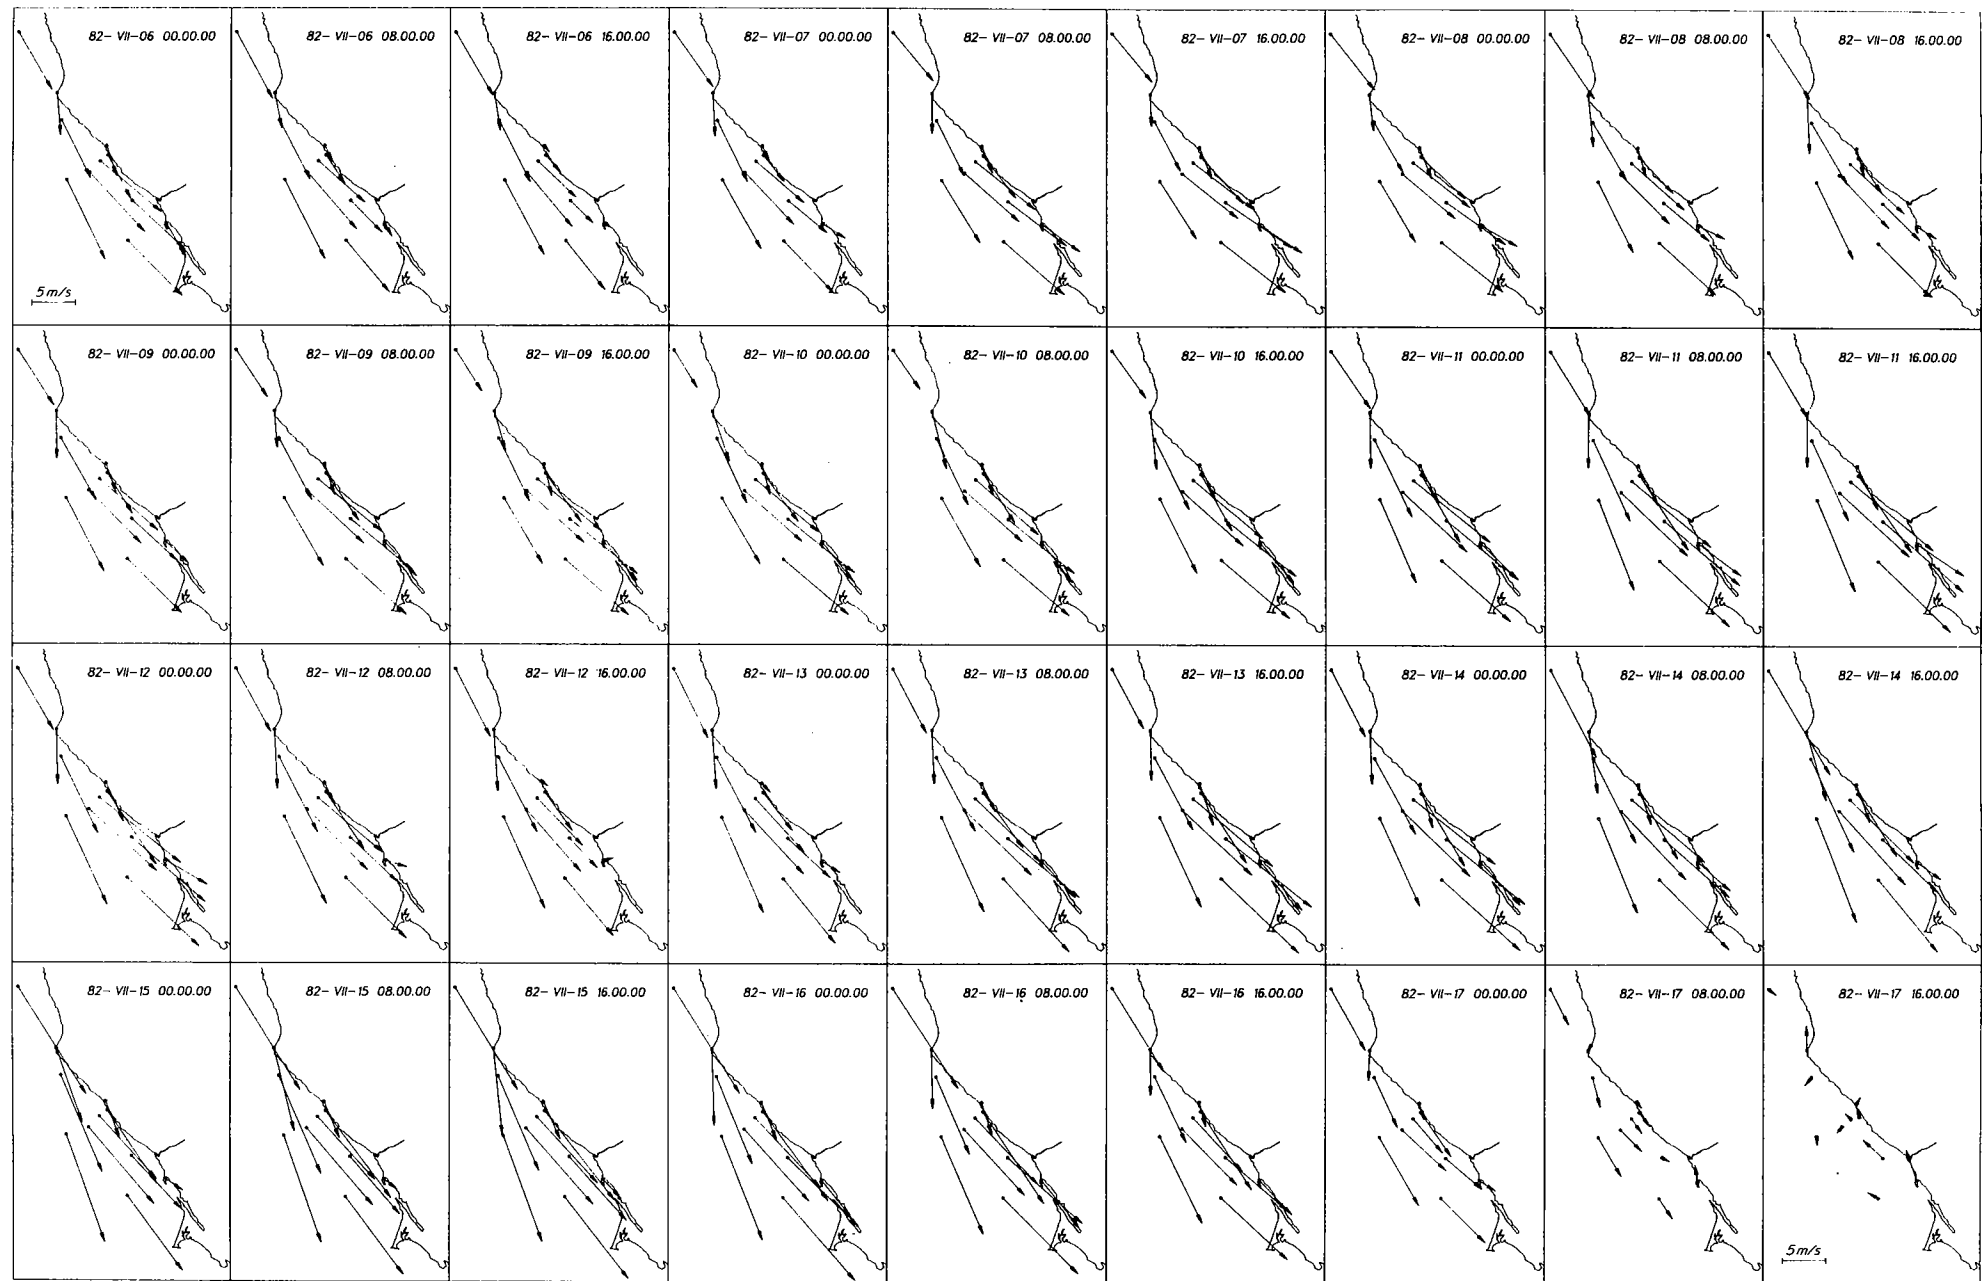 82- VII-06 00.00.00
82- VII-06 08.00.00
82- VII-06 16.00.00
82- VII-07 00.00.00
82- VII-07 08.00.00
82- VII-07 16.00.00
82- VII-08 00.00.00
82- VII-08 08.00.00
82- VII-08 16.00.00
5m/s
82- VII-09 00.00.00
82- VII-09 08.00.00
82- VII-09 16.00.00
82- VII-10 00.00.00
82- VII-10 08.00.00
82- VII-10 16.00.00
82- VII-11 00.00.00
82- VII-11 08.00.00
82- VII-11 16.00.00
82- VII-12 00.00.00
82- VII-12 08.00.00
82- VII-12 16.00.00
82- VII-13 00.00.00
82- VII-13 08.00.00
82- VII-13 16.00.00
82- VII-14 00.00.00
82- VII-14 08.00.00
82- VII-14 16.00.00
82- VII-15 00.00.00
82- VII-15 08.00.00
82- VII-15 16.00.00
82- VII-16 00.00.00
82- VII-16 08.00.00
82- VII-16 16.00.00
82- VII-17 00.00.00
82- VII-17 08.00.00
82- VII-17 16.00.00
5m/s